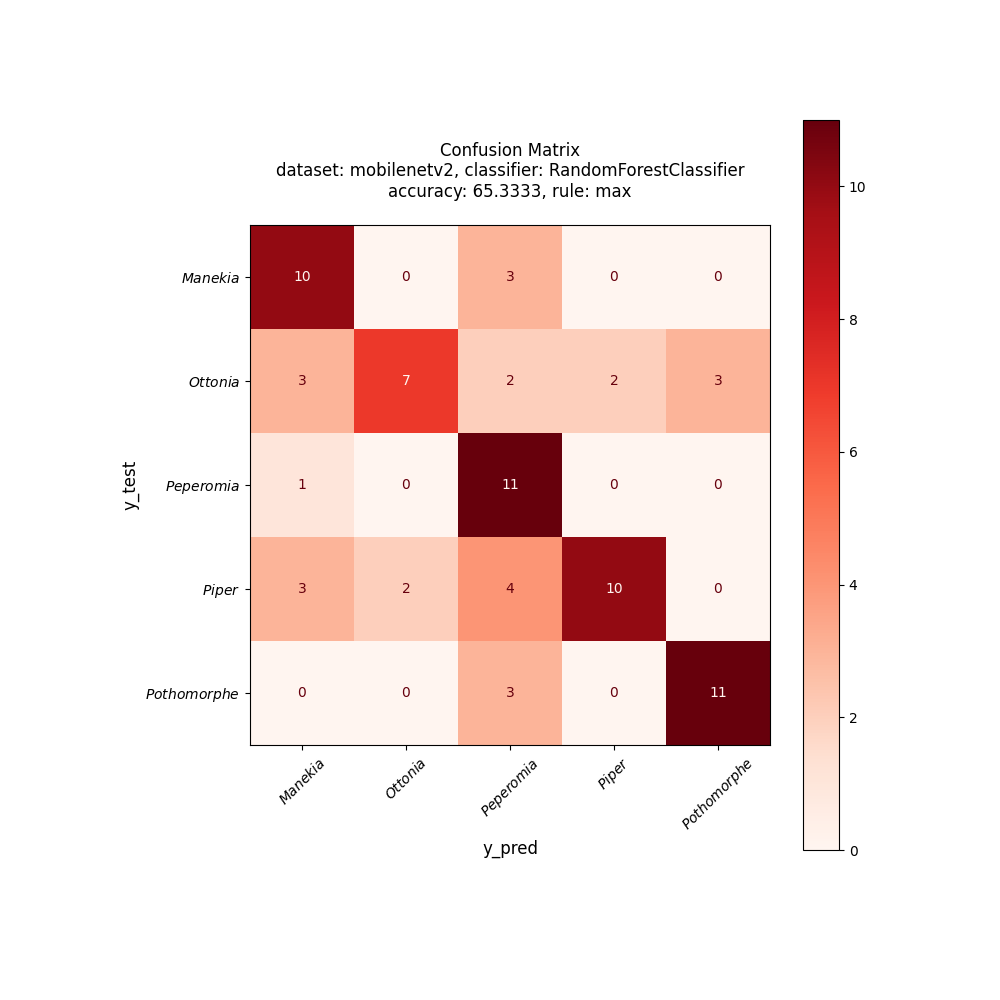 Confusion Matrix
dataset: mobilenetv2, classifier: RandomForestClassifier
accuracy: 65.3333, rule: max
Manekia 10 0 3 0 0
Ottonia 3 7 2 2 3
Peperomia 1 0 11 0 0
Piper 3 2 4 10 0
Pothomorphe 0 0 3 0 11
Manekia Ottonia Peperomia Piper Pothomorphe
y_pred
y_test
10
8
6
4
2
0